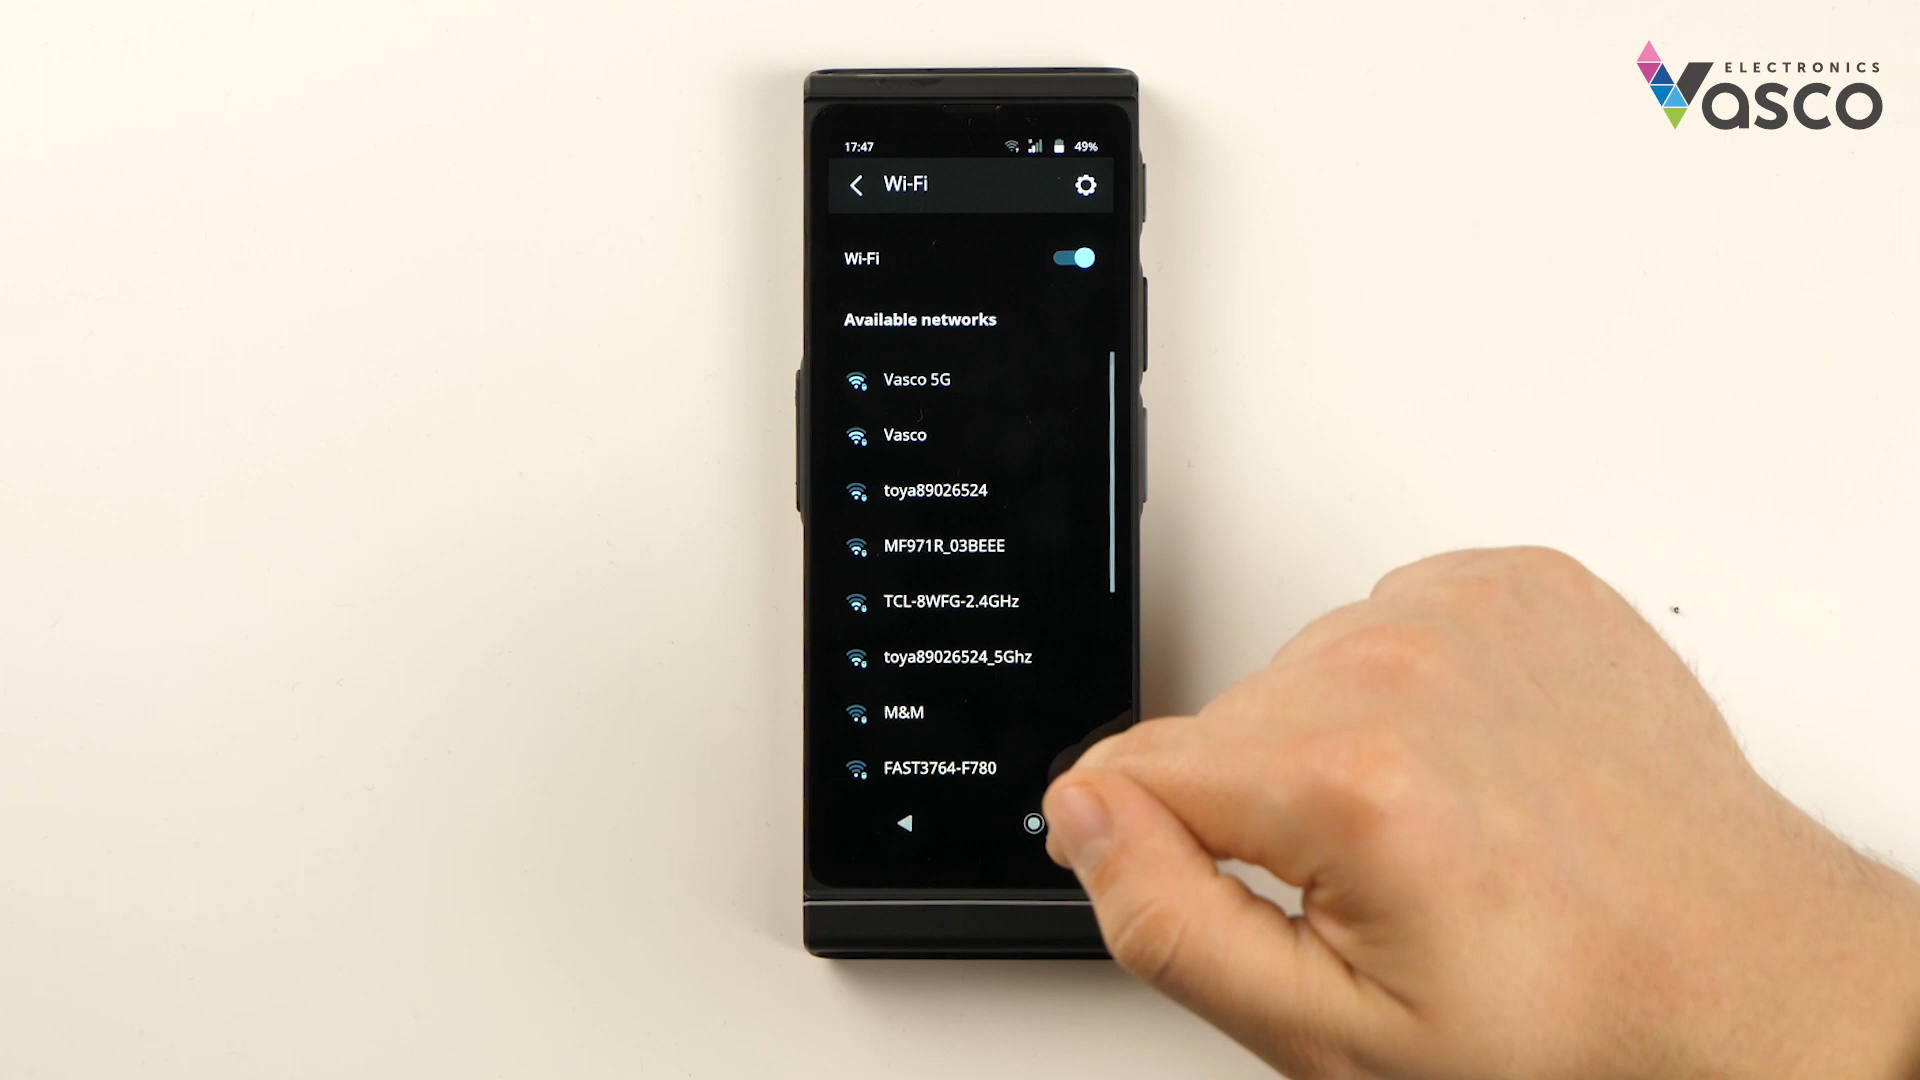 ELECTRONICS
Vasco
17:47 49%
Wi-Fi
Wi-Fi
Available networks
Vasco 5G
Vasco
toya89026524
MF971R_03BEEE
TCL-8WFG-2.4GHz
toya89026524_5Ghz
M&M
FAST3764-F780